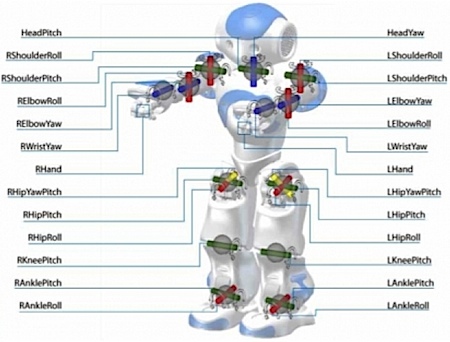 HeadPitch
HeadYaw
RShoulderRoll
LShoulderRoll
RShoulderPitch
LShoulderPitch
RElbowRoll
LElbowYaw
RElbowYaw
LElbowRoll
RWristYaw
LWristYaw
RHand
LHand
RHipYawPitch
LHipYawPitch
RHipPitch
LHipPitch
RHipRoll
LHipRoll
RKneePitch
LKneePitch
RAnklePitch
LAnklePitch
RAnkleRoll
LAnkleRoll